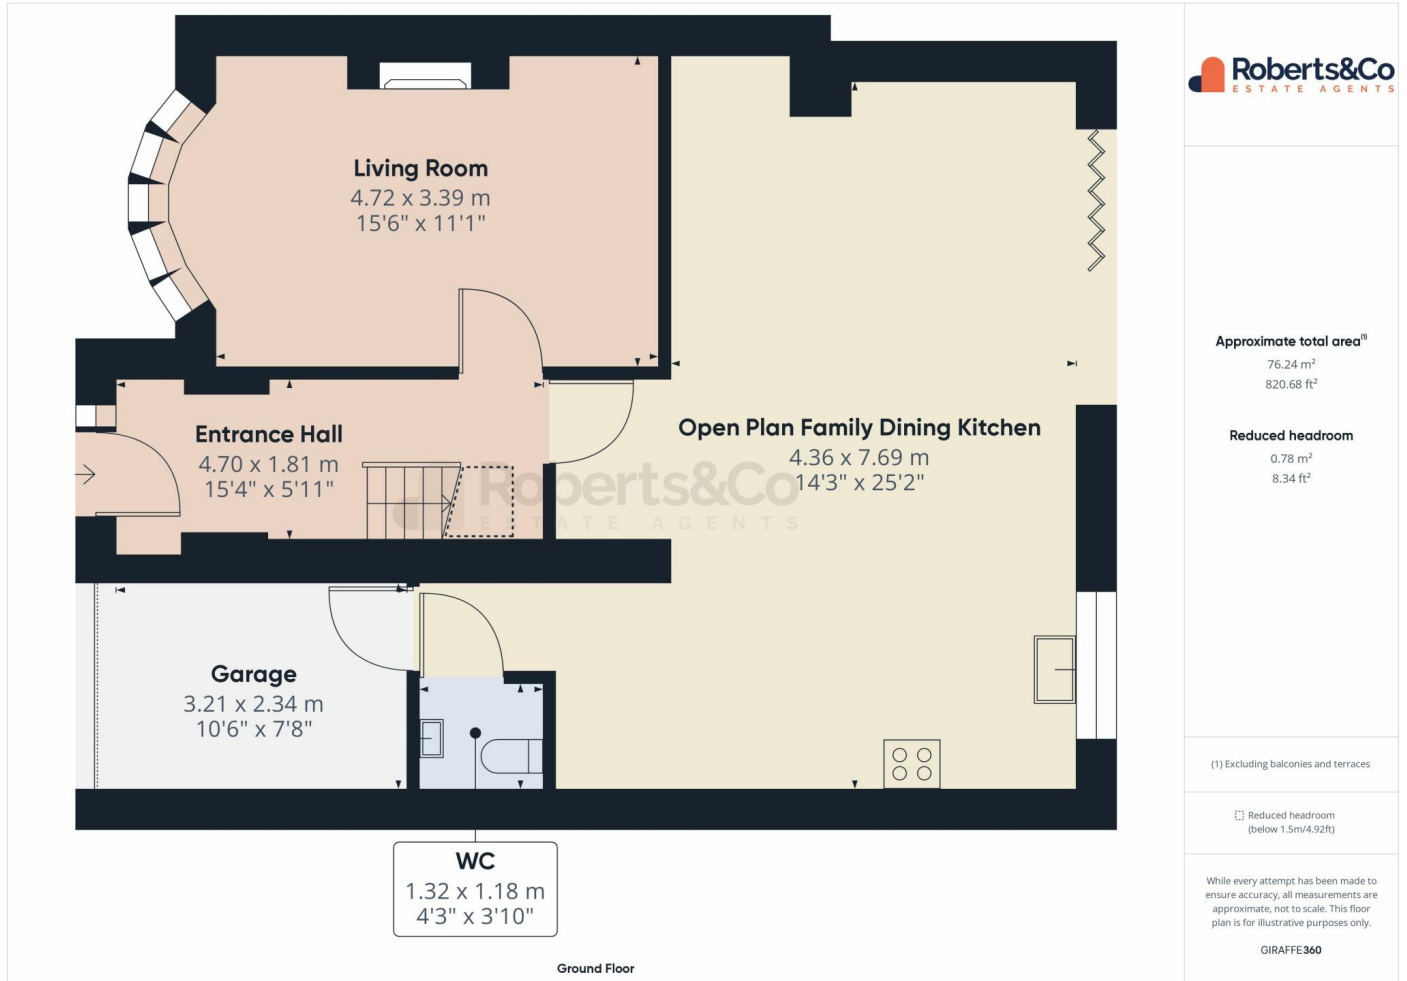 Living Room
4.72 x 3.39 m
15'6" x 11'1"
Entrance Hall
4.70 x 1.81 m
15'4" x 5'11"
Open Plan Family Dining Kitchen
4.36 x 7.69 m
14'3" x 25'2"
Roberts&Co
ESTATE AGENTS
Garage
3.21 x 2.34 m
10'6" x 7'8"
WC
1.32 x 1.18 m
4'3" x 3'10"
Ground Floor
Roberts&Co
ESTATE AGENTS
Approximate total area(1)
76.24 m²
820.68 ft²
Reduced headroom
0.78 m²
8.34 ft²
(1) Excluding balconies and terraces
Reduced headroom
(below 1.5m/4.92ft)
While every attempt has been made to
ensure accuracy, all measurements are
approximate, not to scale. This floor
plan is for illustrative purposes only.
GIRAFFE360